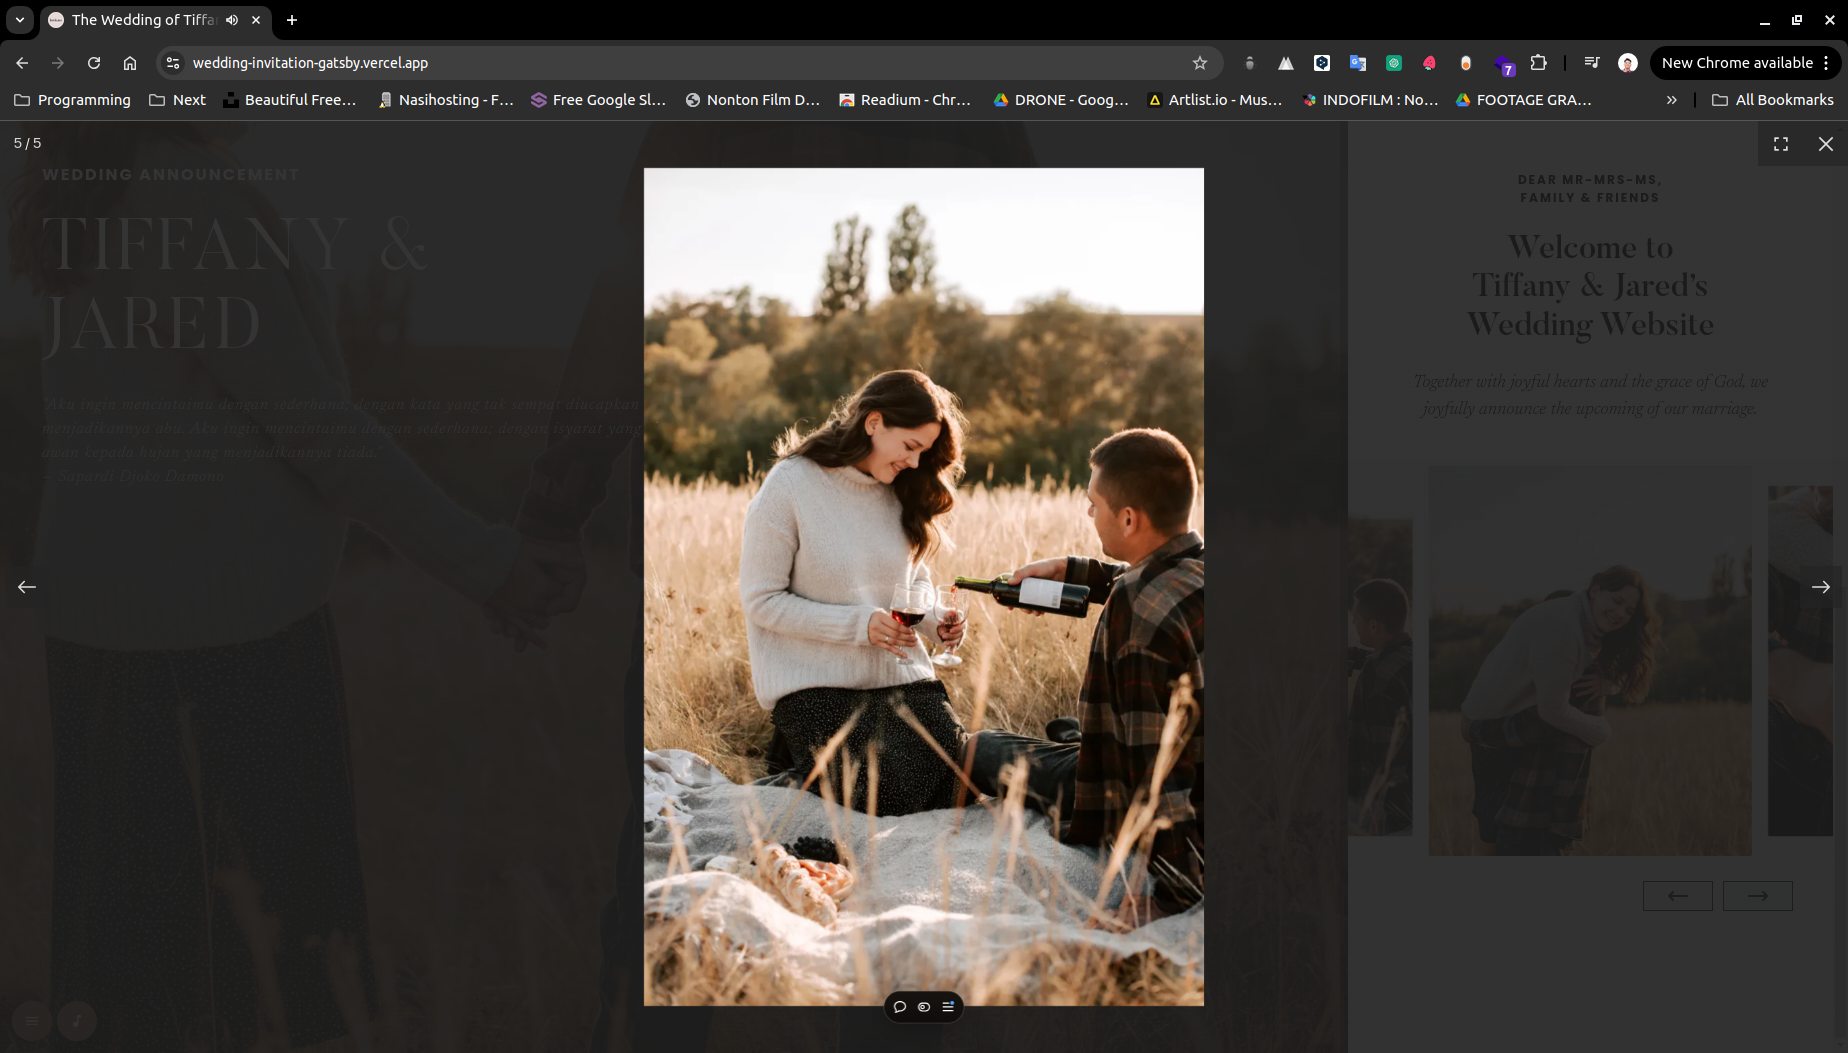 The Wedding of Tiffa
wedding-invitation-gatsby.vercel.app
New Chrome available
7
Programming
Next
Beautiful Free…
Nasihosting - F…
Free Google Sl…
Nonton Film D…
Readium - Chr…
DRONE - Goog…
Artlist.io - Mus…
INDOFILM : No…
FOOTAGE GRA…
All Bookmarks
5 / 5
WEDDING ANNOUNCEMENT
TIFFANY &
JARED
"Aku ingin mencintaimu dengan sederhana; dengan kata yang tak sempat diucapkan
menjadikannya abu. Aku ingin mencintaimu dengan sederhana; dengan isyarat yang
awan kepada hujan yang menjadikannya tiada."
— Sapardi Djoko Damono
DEAR MR-MRS-MS,
FAMILY & FRIENDS
Welcome to
Tiffany & Jared's
Wedding Website
Together with joyful hearts and the grace of God, we
joyfully announce the upcoming of our marriage.